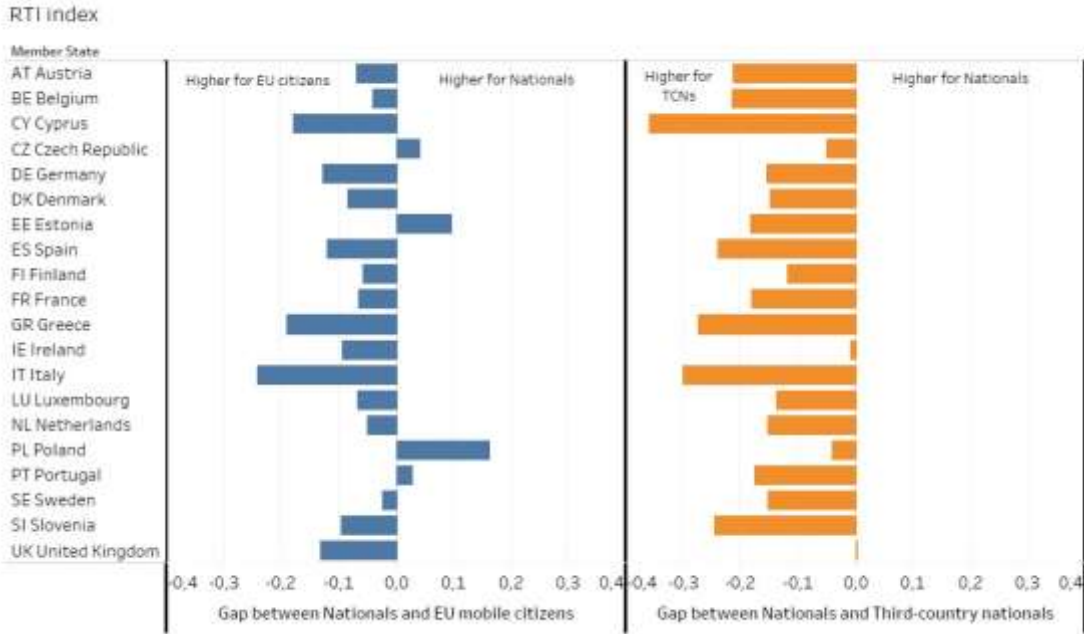 RTI index
Member State
AT Austria
BE Belgium
CY Cyprus
CZ Czech Republic
DE Germany
DK Denmark
EE Estonia
ES Spain
FI Finland
FR France
GR Greece
IE Ireland
IT Italy
LU Luxembourg
NL Netherlands
PL Poland
PT Portugal
SE Sweden
SI Slovenia
UK United Kingdom
Higher for EU citizens
Higher for Nationals
Higher for
TCNs
Higher for Nationals
-0,4 -0,3 -0,2 -0,1 0,0 0,1 0,2 0,3 0,4
-0,4 -0,3 -0,2 -0,1 0,0 0,1 0,2 0,3 0,4
Gap between Nationals and EU mobile citizens
Gap between Nationals and Third-country nationals